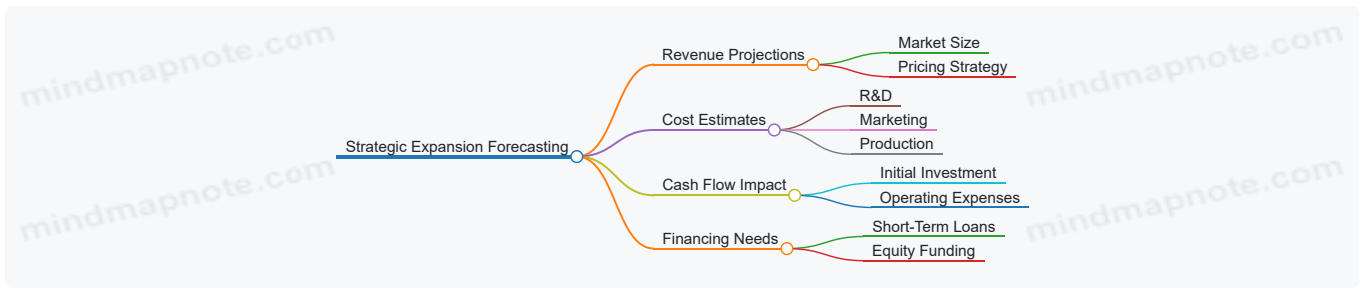 mindmapnote.com
mindmapnote.com
Strategic Expansion Forecasting
Revenue Projections
Market Size
Pricing Strategy
Cost Estimates
R&D
Marketing
Production
Cash Flow Impact
Initial Investment
Operating Expenses
Financing Needs
Short-Term Loans
Equity Funding
mindmapnote.com
mindmapnote.com